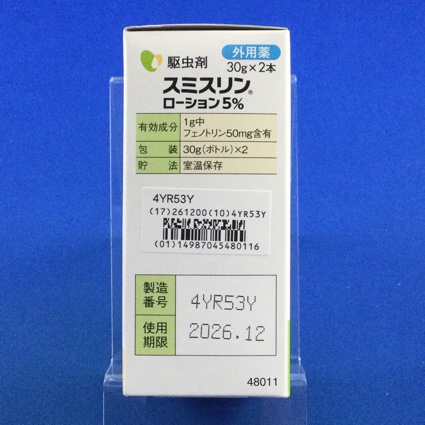 駆虫剤
外用薬
30g×2本
スミスリン®
ローション5%
有効成分
1g中
フェノトリン50mg含有
包装
30g(ボトル)×2
貯法
室温保存
4YR53Y
(17)261200(10)4YR53Y
(01)14987045480116
製造
番号
4YR53Y
使用
期限
2026.12
48011